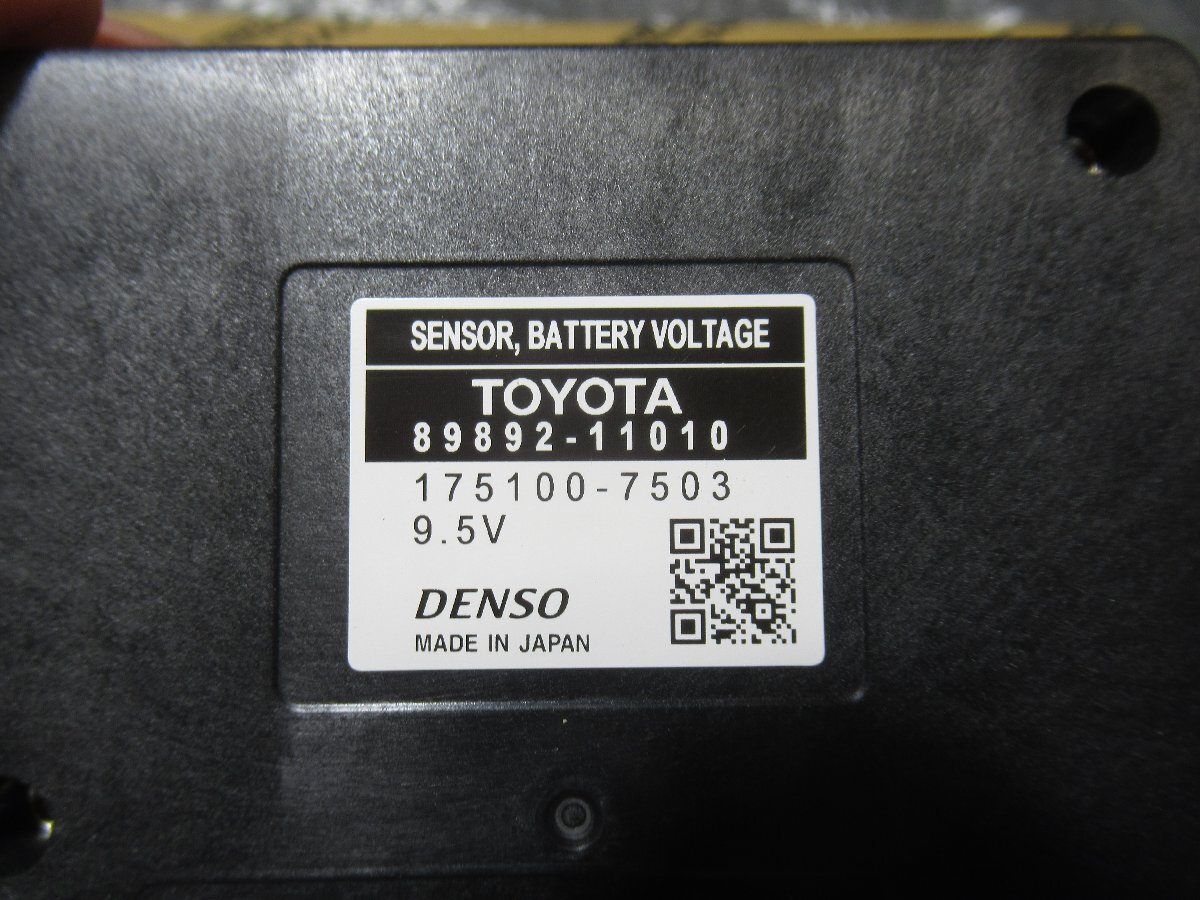 SENSOR, BATTERY VOLTAGE
TOYOTA
89892-11010
175100-7503
9.5V
DENSO
MADE IN JAPAN